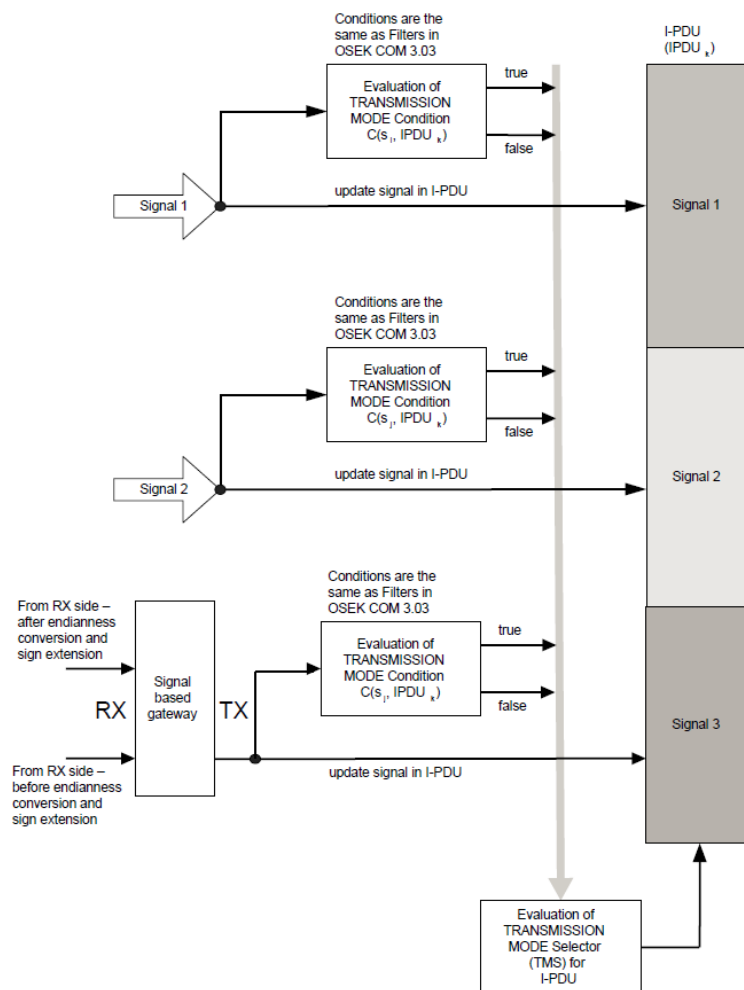 Conditions are the
same as Filters in
OSEK COM 3.03
I-PDU
(IPDU k)
Evaluation of
TRANSMISSION
MODE Condition
C(s i, IPDU k)
true
false
Signal 1
update signal in I-PDU
Signal 1
Conditions are the
same as Filters in
OSEK COM 3.03
Evaluation of
TRANSMISSION
MODE Condition
C(s j, IPDU k)
true
false
Signal 2
update signal in I-PDU
Signal 2
Conditions are the
same as Filters in
OSEK COM 3.03
From RX side –
after endianness
conversion and
sign extension
Evaluation of
TRANSMISSION
MODE Condition
C(s j, IPDU k)
true
false
RX
Signal
based
gateway
TX
Signal 3
From RX side –
before endianness
conversion and
sign extension
update signal in I-PDU
Evaluation of
TRANSMISSION
MODE Selector
(TMS) for
I-PDU